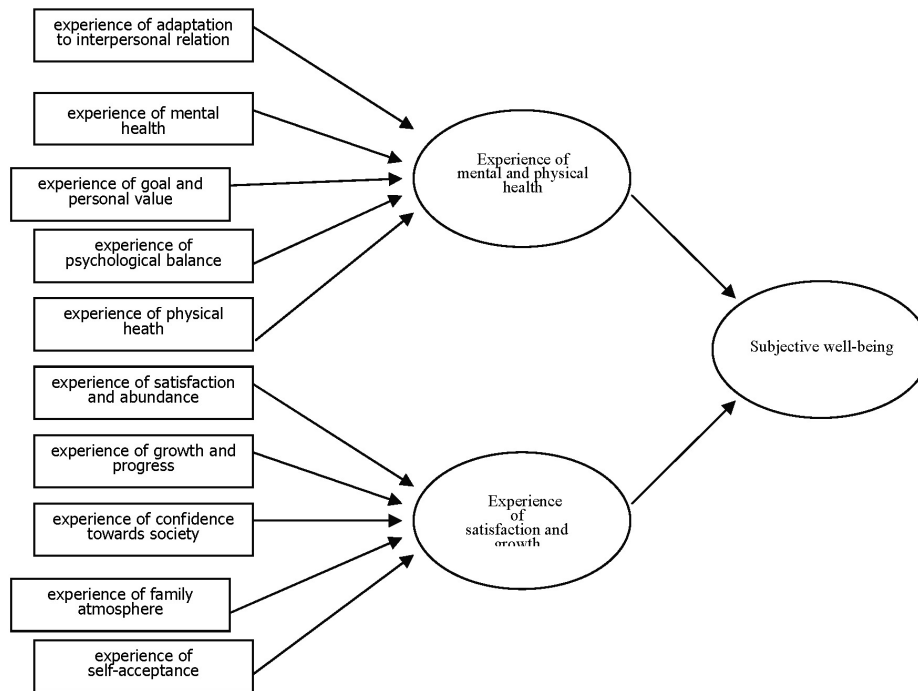 experience of adaptation
to interpersonal relation
experience of mental
health
experience of goal and
personal value
experience of
psychological balance
experience of physical
heath
experience of satisfaction
and abundance
experience of growth and
progress
experience of confidence
towards society
experience of family
atmosphere
experience of
self-acceptance
Experience of
mental and physical
health
Experience
of
satisfaction and
growth
Subjective well-being